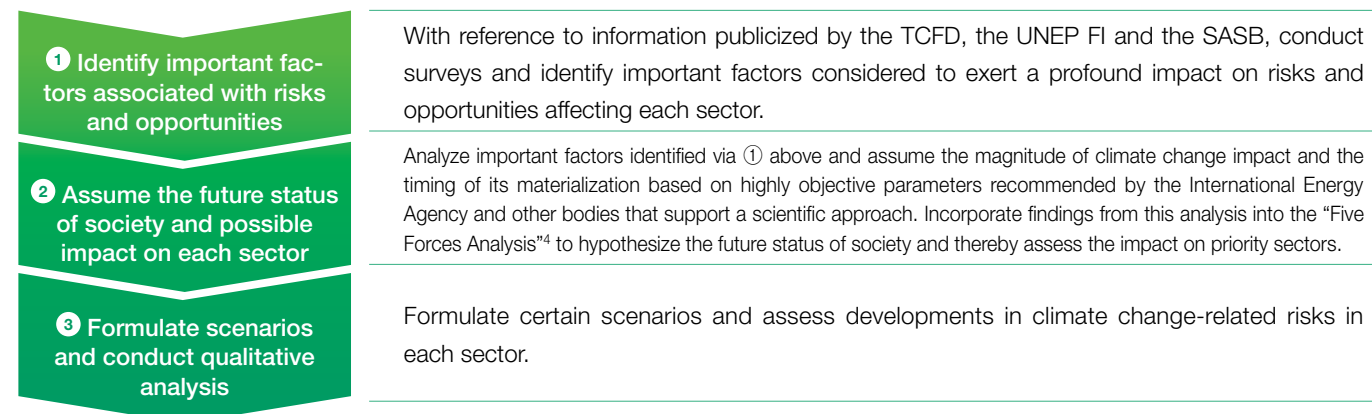 ① Identify important fac-
tors associated with risks
and opportunities
With reference to information publicized by the TCFD, the UNEP FI and the SASB, conduct
surveys and identify important factors considered to exert a profound impact on risks and
opportunities affecting each sector.
② Assume the future status
of society and possible
impact on each sector
Analyze important factors identified via ① above and assume the magnitude of climate change impact and the
timing of its materialization based on highly objective parameters recommended by the International Energy
Agency and other bodies that support a scientific approach. Incorporate findings from this analysis into the “Five
Forces Analysis”⁴ to hypothesize the future status of society and thereby assess the impact on priority sectors.
③ Formulate scenarios
and conduct qualitative
analysis
Formulate certain scenarios and assess developments in climate change-related risks in
each sector.